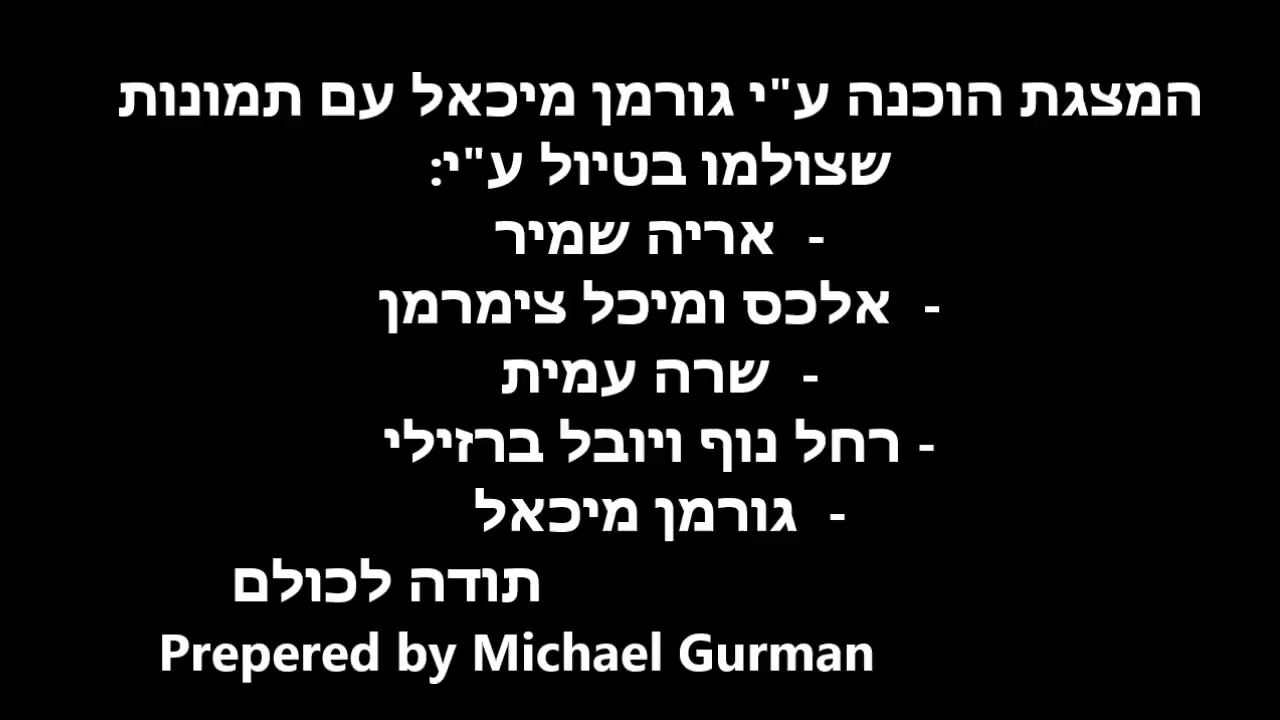 המצגת הוכנה ע"י גורמן מיכאל עם תמונות
שצולמו בטיול ע"י:
- אריה שמיר
- אלכס ומיכל צימרמן
- שרה עמית
- רחל נוף ויובל ברזילי
- גורמן מיכאל
תודה לכולם
Prepered by Michael Gurman